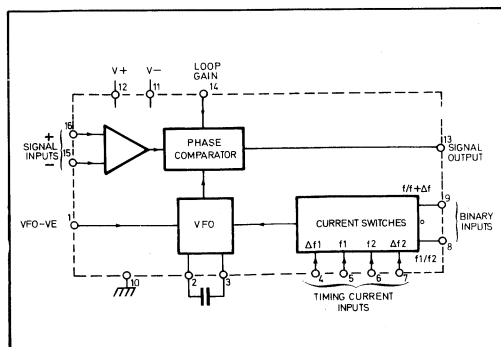 V+
V−
LOOP
GAIN
12
11
14
16
+
SIGNAL
INPUTS
15
−
PHASE
COMPARATOR
13
SIGNAL
OUTPUT
f/f+Δf
9
VFO-VE
1
VFO
CURRENT SWITCHES
BINARY
INPUTS
8
Δf1
f1
f2
Δf2
f1/f2
10
2
3
4
5
6
7
TIMING CURRENT
INPUTS